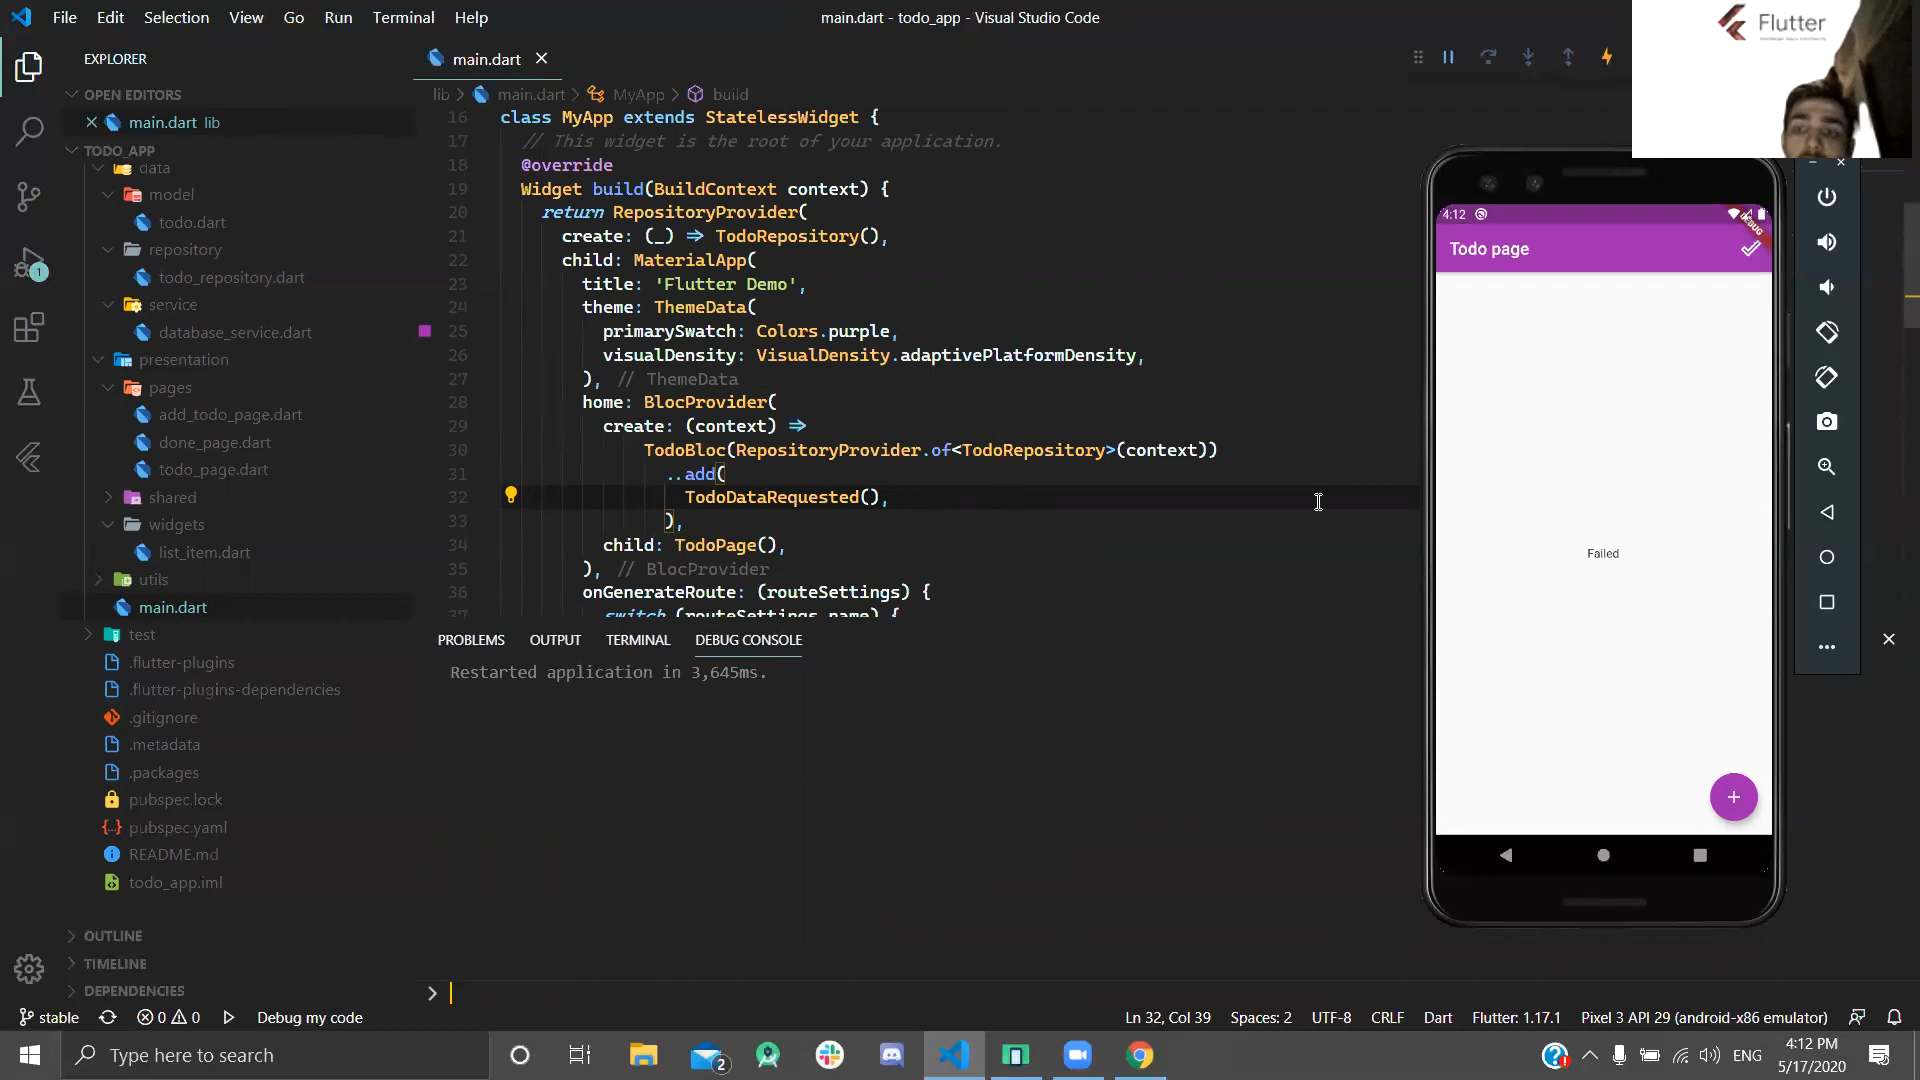 File Edit Selection View Go Run Terminal Help
main.dart - todo_app - Visual Studio Code
Flutter
EXPLORER
OPEN EDITORS
main.dart lib
TODO_APP
data
model
todo.dart
repository
todo_repository.dart
service
database_service.dart
presentation
pages
add_todo_page.dart
done_page.dart
todo_page.dart
shared
widgets
list_item.dart
utils
main.dart
test
.flutter-plugins
.flutter-plugins-dependencies
.gitignore
.metadata
.packages
pubspec.lock
pubspec.yaml
README.md
todo_app.iml
OUTLINE
TIMELINE
DEPENDENCIES
1
main.dart
lib > main.dart > MyApp > build
16 class MyApp extends StatelessWidget {
17 // This widget is the root of your application.
18 @override
19 Widget build(BuildContext context) {
20 return RepositoryProvider(
21 create: (_) => TodoRepository(),
22 child: MaterialApp(
23 title: 'Flutter Demo',
24 theme: ThemeData(
25 primarySwatch: Colors.purple,
26 visualDensity: VisualDensity.adaptivePlatformDensity,
27 ), // ThemeData
28 home: BlocProvider(
29 create: (context) =>
30 TodoBloc(RepositoryProvider.of<TodoRepository>(context))
31 ..add(
32 TodoDataRequested(),
33 ),
34 child: TodoPage(),
35 ), // BlocProvider
36 onGenerateRoute: (routeSettings) {
37 switch (routeSettings.name) {
PROBLEMS OUTPUT TERMINAL DEBUG CONSOLE
Restarted application in 3,645ms.
4:12
DEBUG
Todo page
Failed
stable 0 0 Debug my code
Ln 32, Col 39 Spaces: 2 UTF-8 CRLF Dart Flutter: 1.17.1 Pixel 3 API 29 (android-x86 emulator)
Type here to search
2
ENG
4:12 PM
5/17/2020